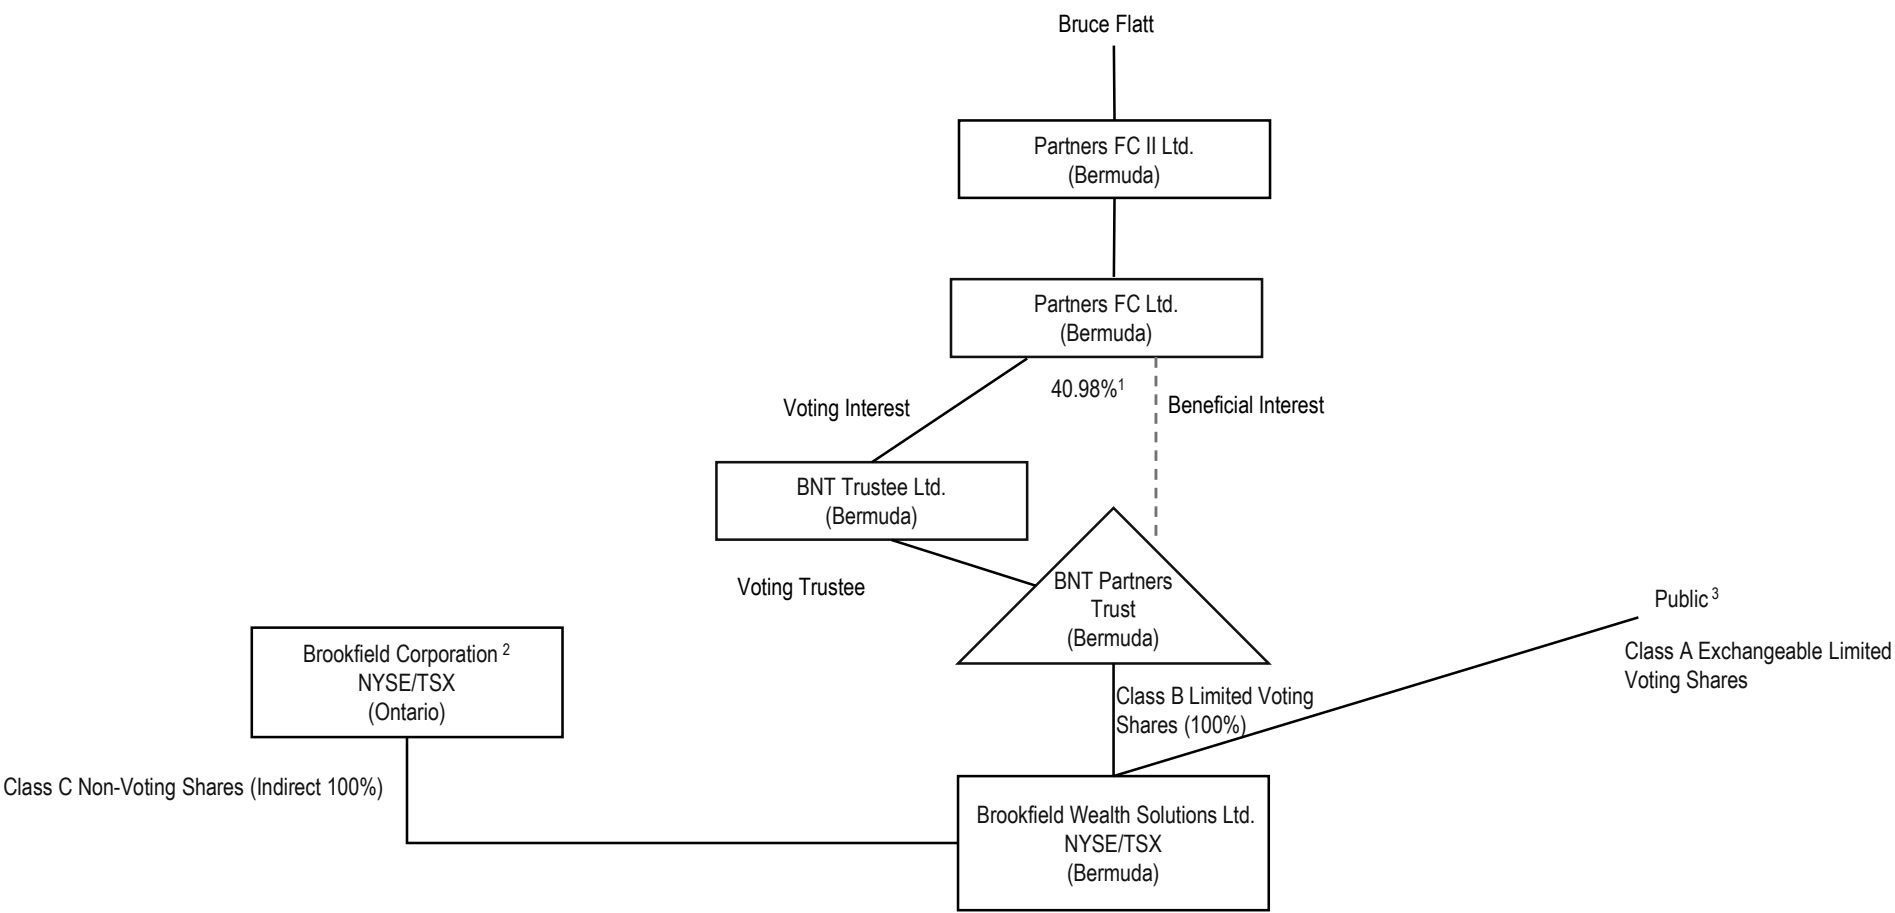 Bruce Flatt
Partners FC II Ltd.
(Bermuda)
Partners FC Ltd.
(Bermuda)
40.98%¹
Voting Interest
Beneficial Interest
BNT Trustee Ltd.
(Bermuda)
Voting Trustee
BNT Partners
Trust
(Bermuda)
Public ³
Class A Exchangeable Limited
Voting Shares
Brookfield Corporation ²
NYSE/TSX
(Ontario)
Class B Limited Voting
Shares (100%)
Class C Non-Voting Shares (Indirect 100%)
Brookfield Wealth Solutions Ltd.
NYSE/TSX
(Bermuda)